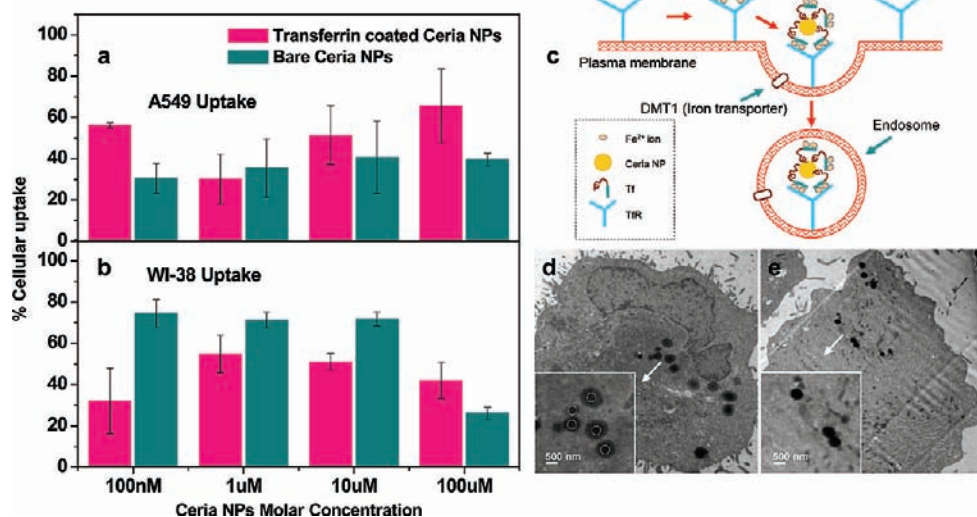 a
Transferrin coated Ceria NPs
Bare Ceria NPs
A549 Uptake
100
80
60
40
20
0
b
WI-38 Uptake
100
80
60
40
20
0
% Cellular uptake
100nM
1uM
10uM
100uM
Ceria NPs Molar Concentration
c
Plasma membrane
DMT1 (Iron transporter)
Endosome
Fe²⁺ ion
Ceria NP
Tf
TfR
d
500 nm
e
500 nm